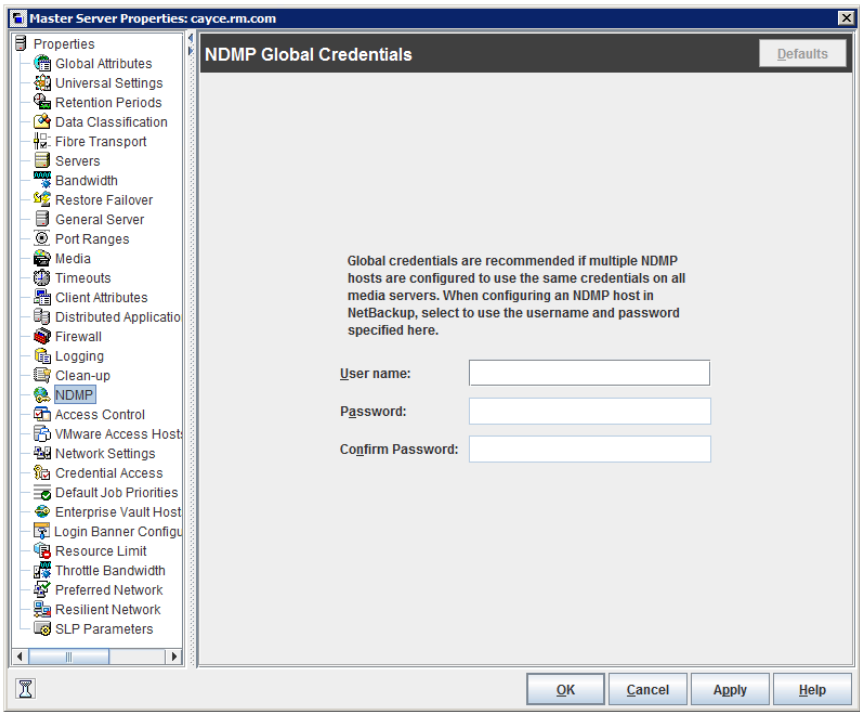 Master Server Properties: cayce.rm.com
Properties
Global Attributes
Universal Settings
Retention Periods
Data Classification
Fibre Transport
Servers
Bandwidth
Restore Failover
General Server
Port Ranges
Media
Timeouts
Client Attributes
Distributed Applicatio
Firewall
Logging
Clean-up
NDMP
Access Control
VMware Access Hosts
Network Settings
Credential Access
Default Job Priorities
Enterprise Vault Host
Login Banner Configu
Resource Limit
Throttle Bandwidth
Preferred Network
Resilient Network
SLP Parameters
NDMP Global Credentials
Defaults
Global credentials are recommended if multiple NDMP
hosts are configured to use the same credentials on all
media servers. When configuring an NDMP host in
NetBackup, select to use the username and password
specified here.
User name:
Password:
Confirm Password:
OK
Cancel
Apply
Help